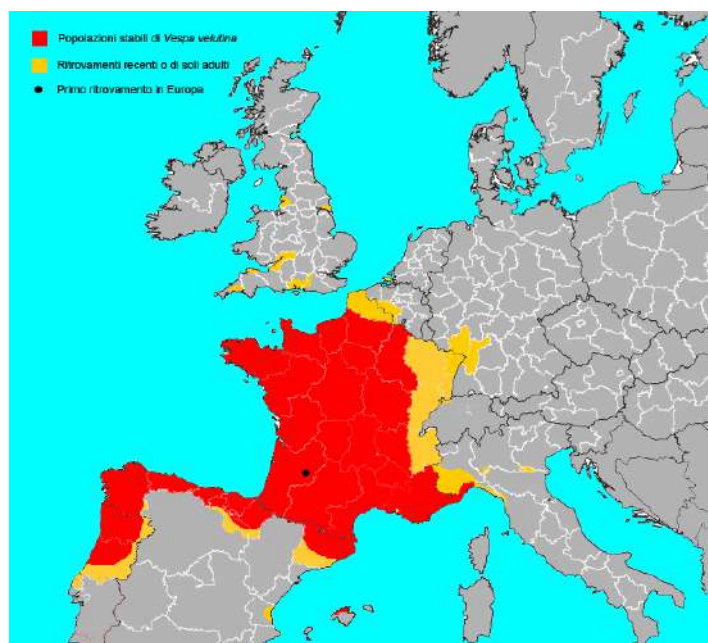 Popolazioni stabili di Vespa velutina
Ritrovamenti recenti o di soli adulti
Primo ritrovamento in Europa